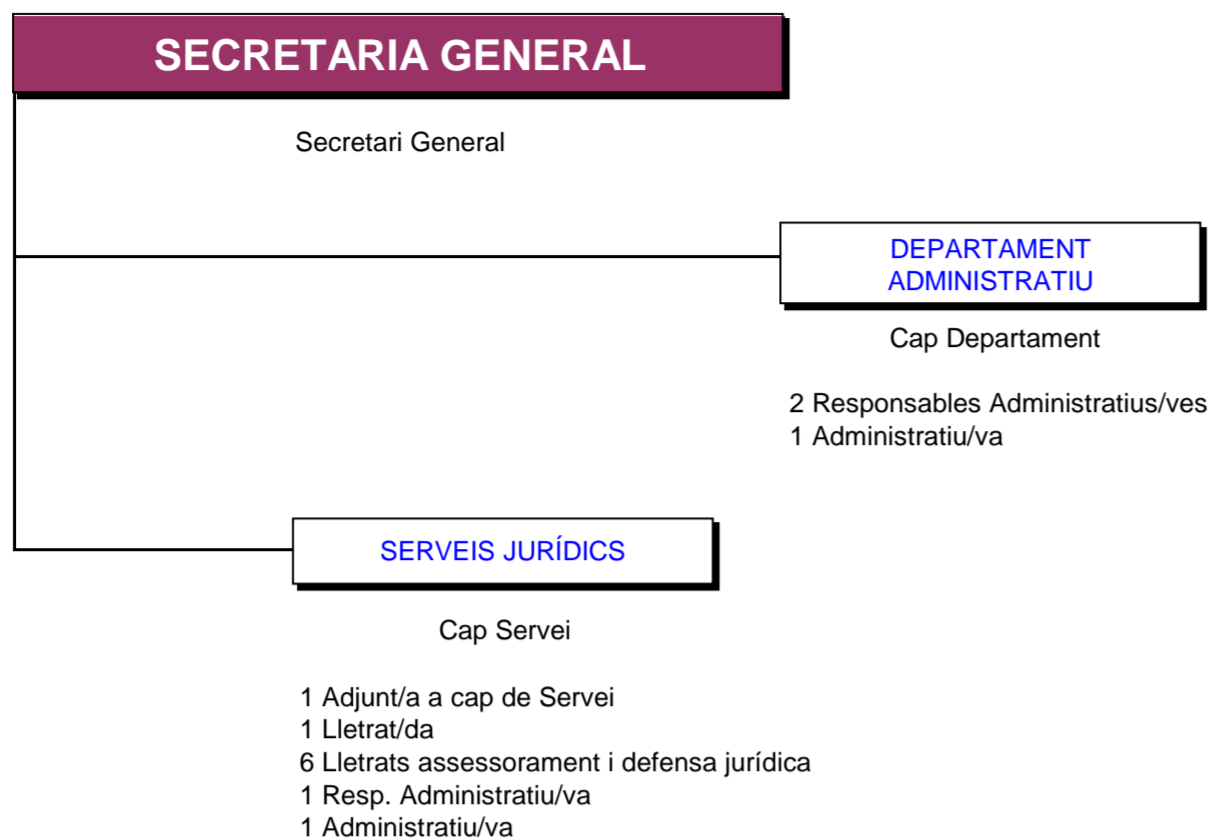 SECRETARIA GENERAL
Secretari General
DEPARTAMENT
ADMINISTRATIU
Cap Departament
2 Responsables Administratius/ves
1 Administratiu/va
SERVEIS JURÍDICS
Cap Servei
1 Adjunt/a a cap de Servei
1 Lletrat/da
6 Lletrats assessorament i defensa jurídica
1 Resp. Administratiu/va
1 Administratiu/va